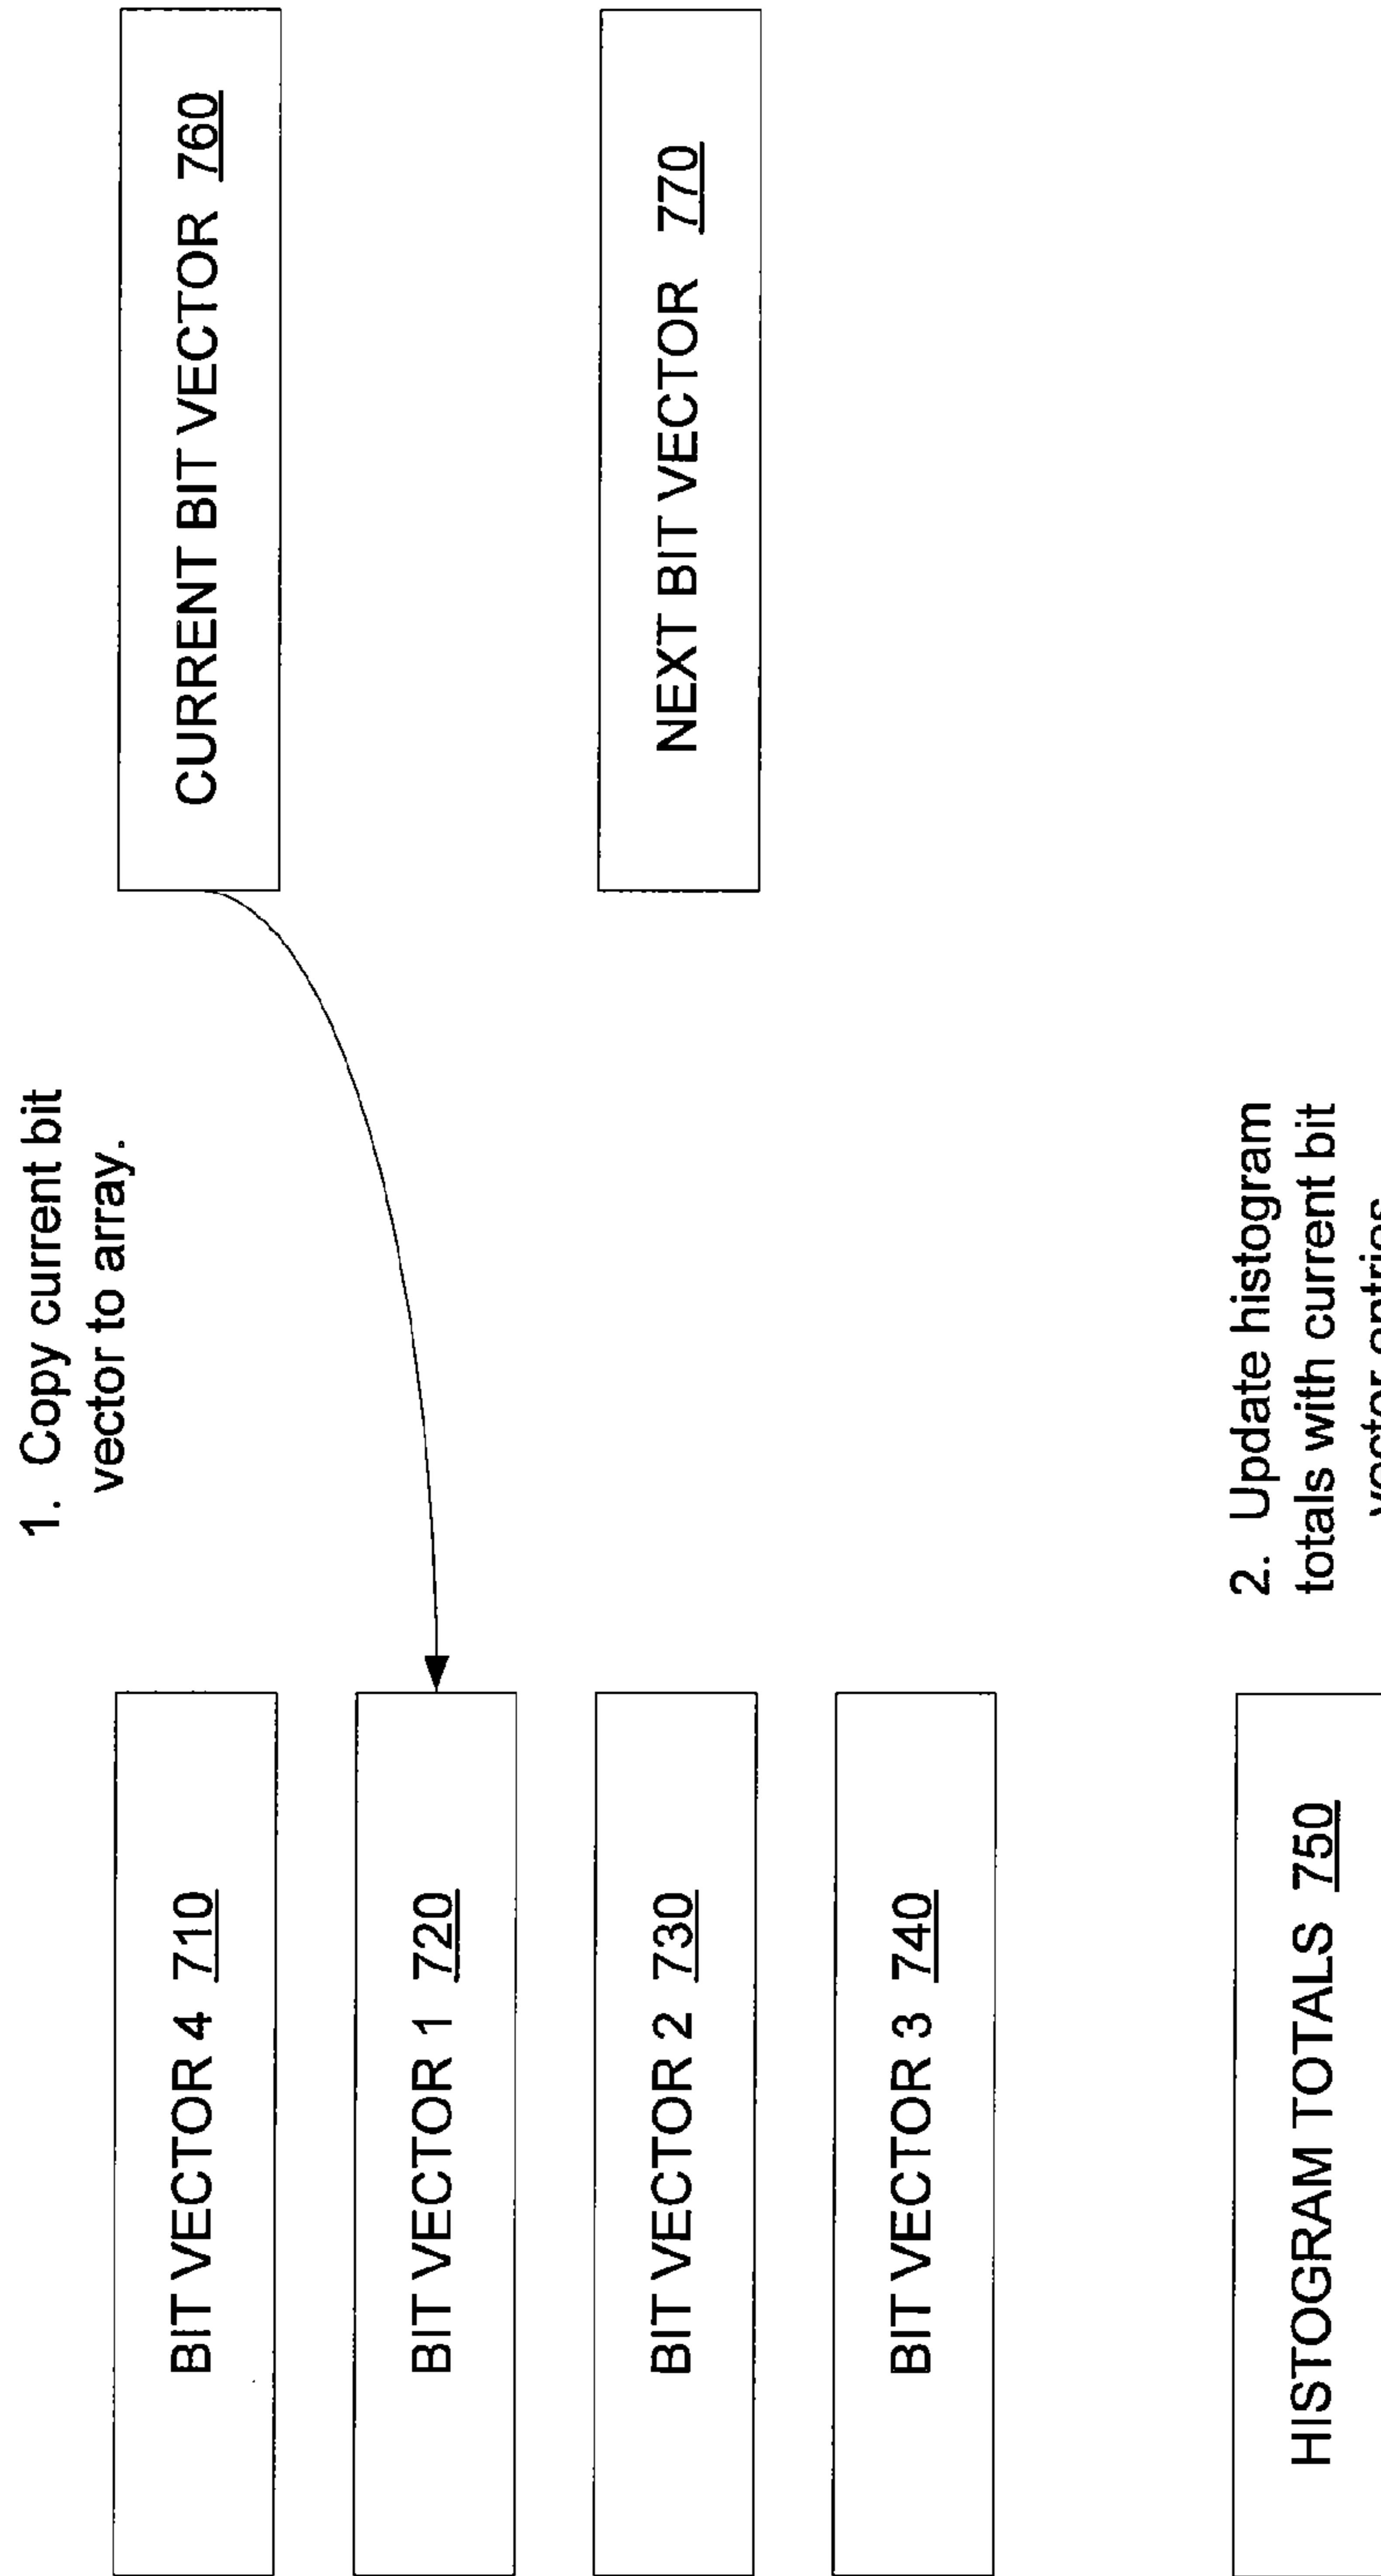 1. Copy current bit
vector to array.
BIT VECTOR 4 710
CURRENT BIT VECTOR 760
BIT VECTOR 1 720
BIT VECTOR 2 730
NEXT BIT VECTOR 770
BIT VECTOR 3 740
2. Update histogram
totals with current bit
vector entries
HISTOGRAM TOTALS 750